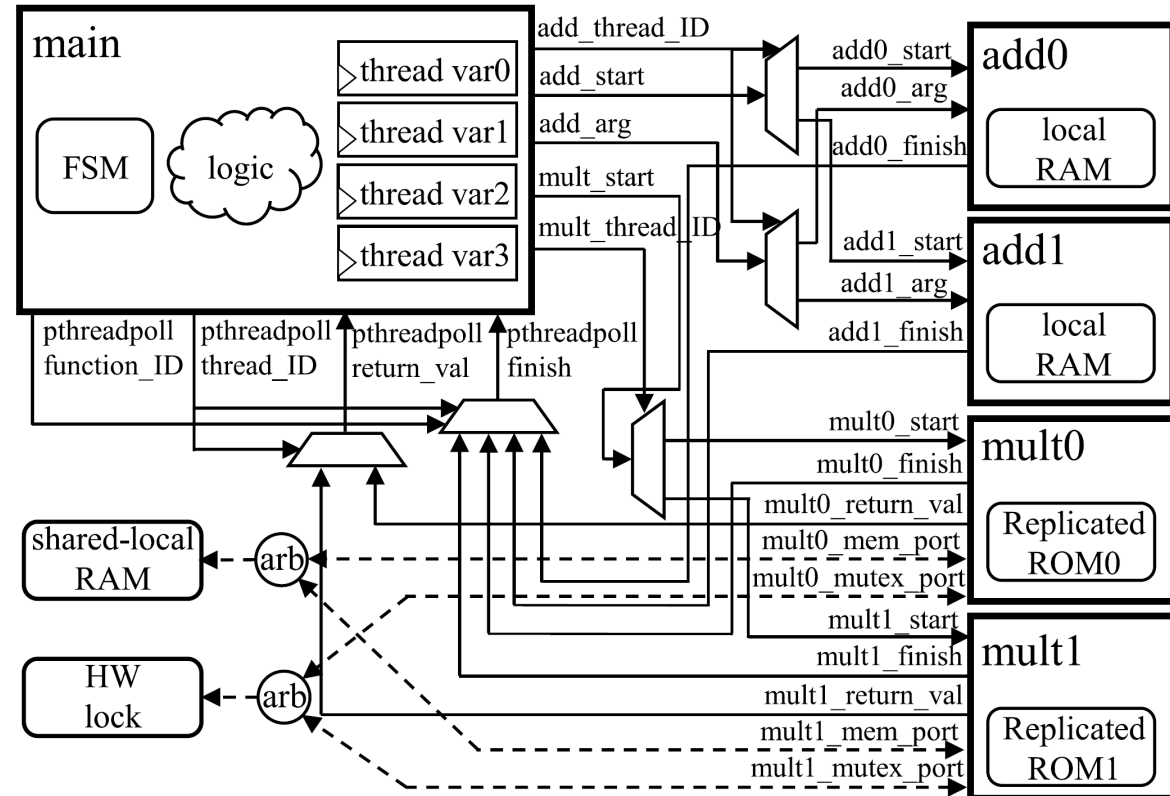 main
FSM
logic
thread var0
thread var1
thread var2
thread var3
add_thread_ID
add_start
add_arg
mult_start
mult_thread_ID
add0_start
add0_arg
add0_finish
add1_start
add1_arg
add1_finish
add0
local
RAM
add1
local
RAM
pthreadpoll
function_ID
pthreadpoll
thread_ID
pthreadpoll
return_val
pthreadpoll
finish
mult0_start
mult0_finish
mult0_return_val
mult0_mem_port
mult0_mutex_port
mult0
Replicated
ROM0
shared-local
RAM
arb
HW
lock
arb
mult1_start
mult1_finish
mult1_return_val
mult1_mem_port
mult1_mutex_port
mult1
Replicated
ROM1